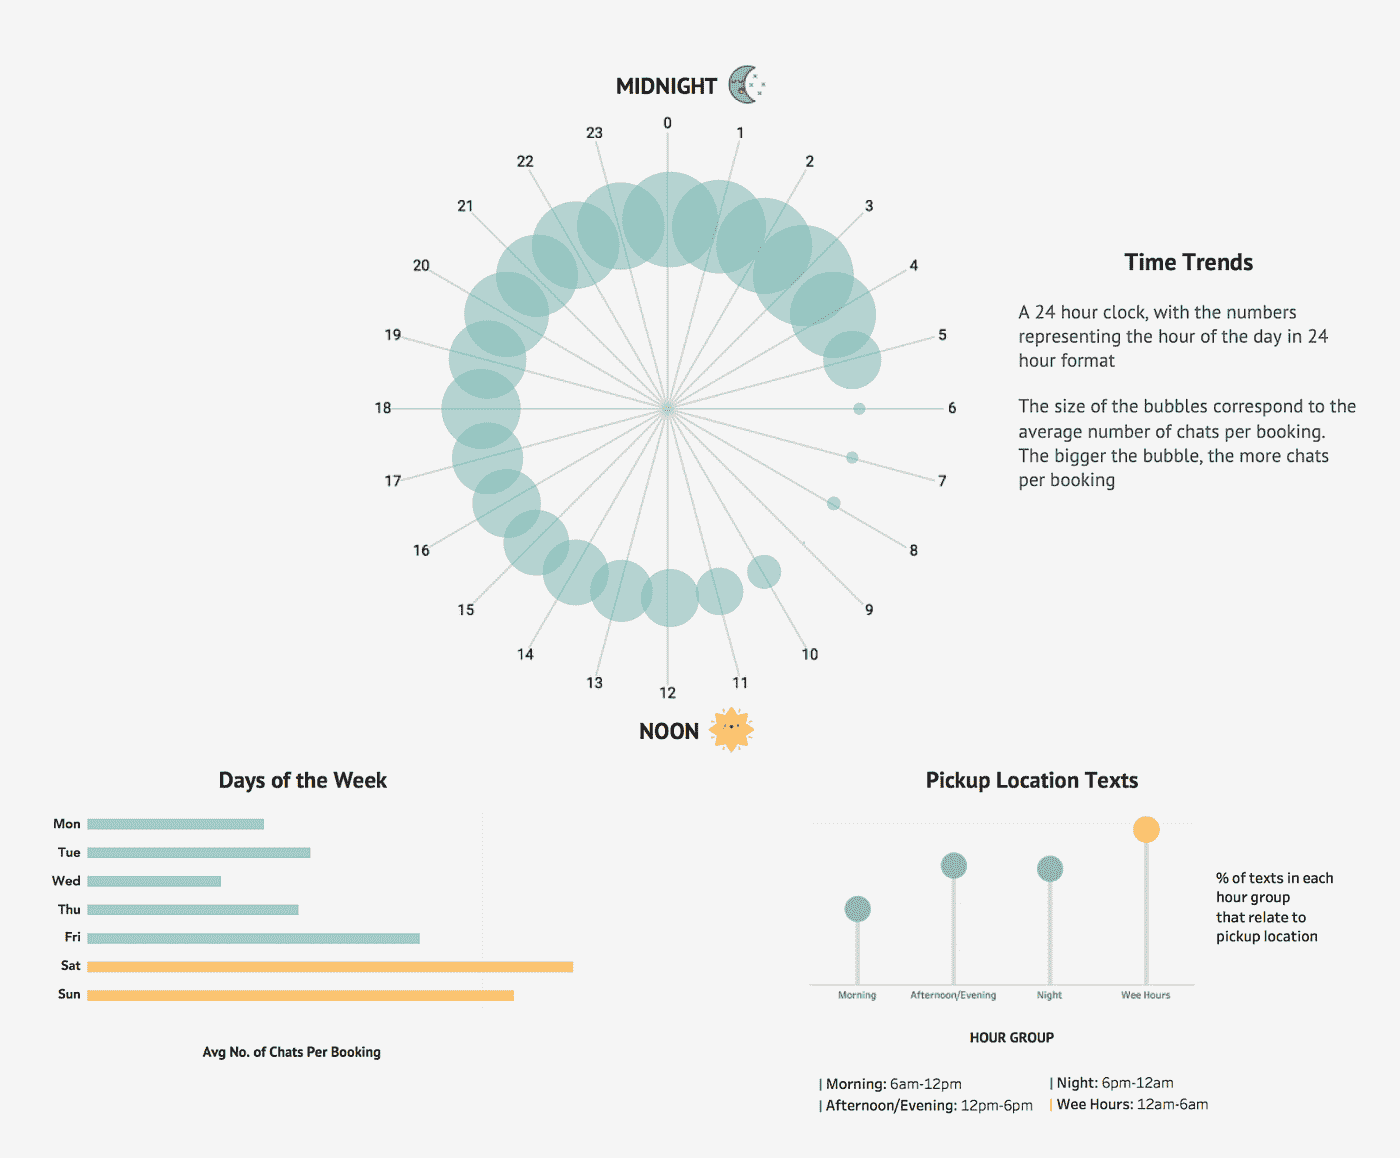 MIDNIGHT
0
1
2
3
4
5
6
7
8
9
10
11
12
13
14
15
16
17
18
19
20
21
22
23
NOON
Time Trends
A 24 hour clock, with the numbers
representing the hour of the day in 24
hour format
The size of the bubbles correspond to the
average number of chats per booking.
The bigger the bubble, the more chats
per booking
Days of the Week
Mon
Tue
Wed
Thu
Fri
Sat
Sun
Avg No. of Chats Per Booking
Pickup Location Texts
% of texts in each
hour group
that relate to
pickup location
Morning
Afternoon/Evening
Night
Wee Hours
HOUR GROUP
| Morning: 6am-12pm
| Night: 6pm-12am
| Afternoon/Evening: 12pm-6pm
| Wee Hours: 12am-6am